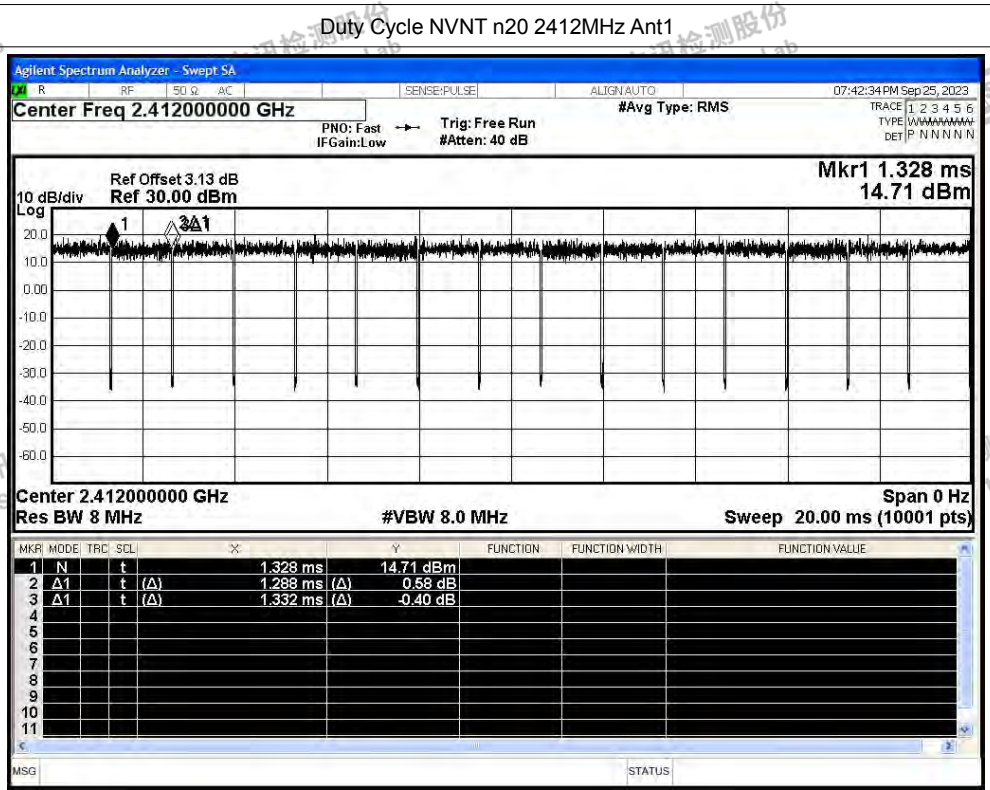 Duty Cycle NVNT n20 2412MHz Ant1
Agilent Spectrum Analyzer - Swept SA
R RF 50 Ω AC SENSE:PULSE ALIGN AUTO 07:42:34 PM Sep 25, 2023
Center Freq 2.412000000 GHz #Avg Type: RMS TRACE 1 2 3 4 5 6
PNO: Fast Trig: Free Run TYPE WWWWWW
IFGain:Low #Atten: 40 dB DET P N N N N N
Mkr1 1.328 ms
Ref Offset 3.13 dB
10 dB/div Ref 30.00 dBm 14.71 dBm
Log
1 3Δ1
20.0
10.0
0.00
-10.0
-20.0
-30.0
-40.0
-50.0
-60.0
Center 2.412000000 GHz Span 0 Hz
Res BW 8 MHz #VBW 8.0 MHz Sweep 20.00 ms (10001 pts)
MKR MODE TRC SCL X Y FUNCTION FUNCTION WIDTH FUNCTION VALUE
1 N t 1.328 ms 14.71 dBm
2 Δ1 t (Δ) 1.288 ms (Δ) 0.58 dB
3 Δ1 t (Δ) 1.332 ms (Δ) -0.40 dB
4
5
6
7
8
9
10
11
MSG STATUS